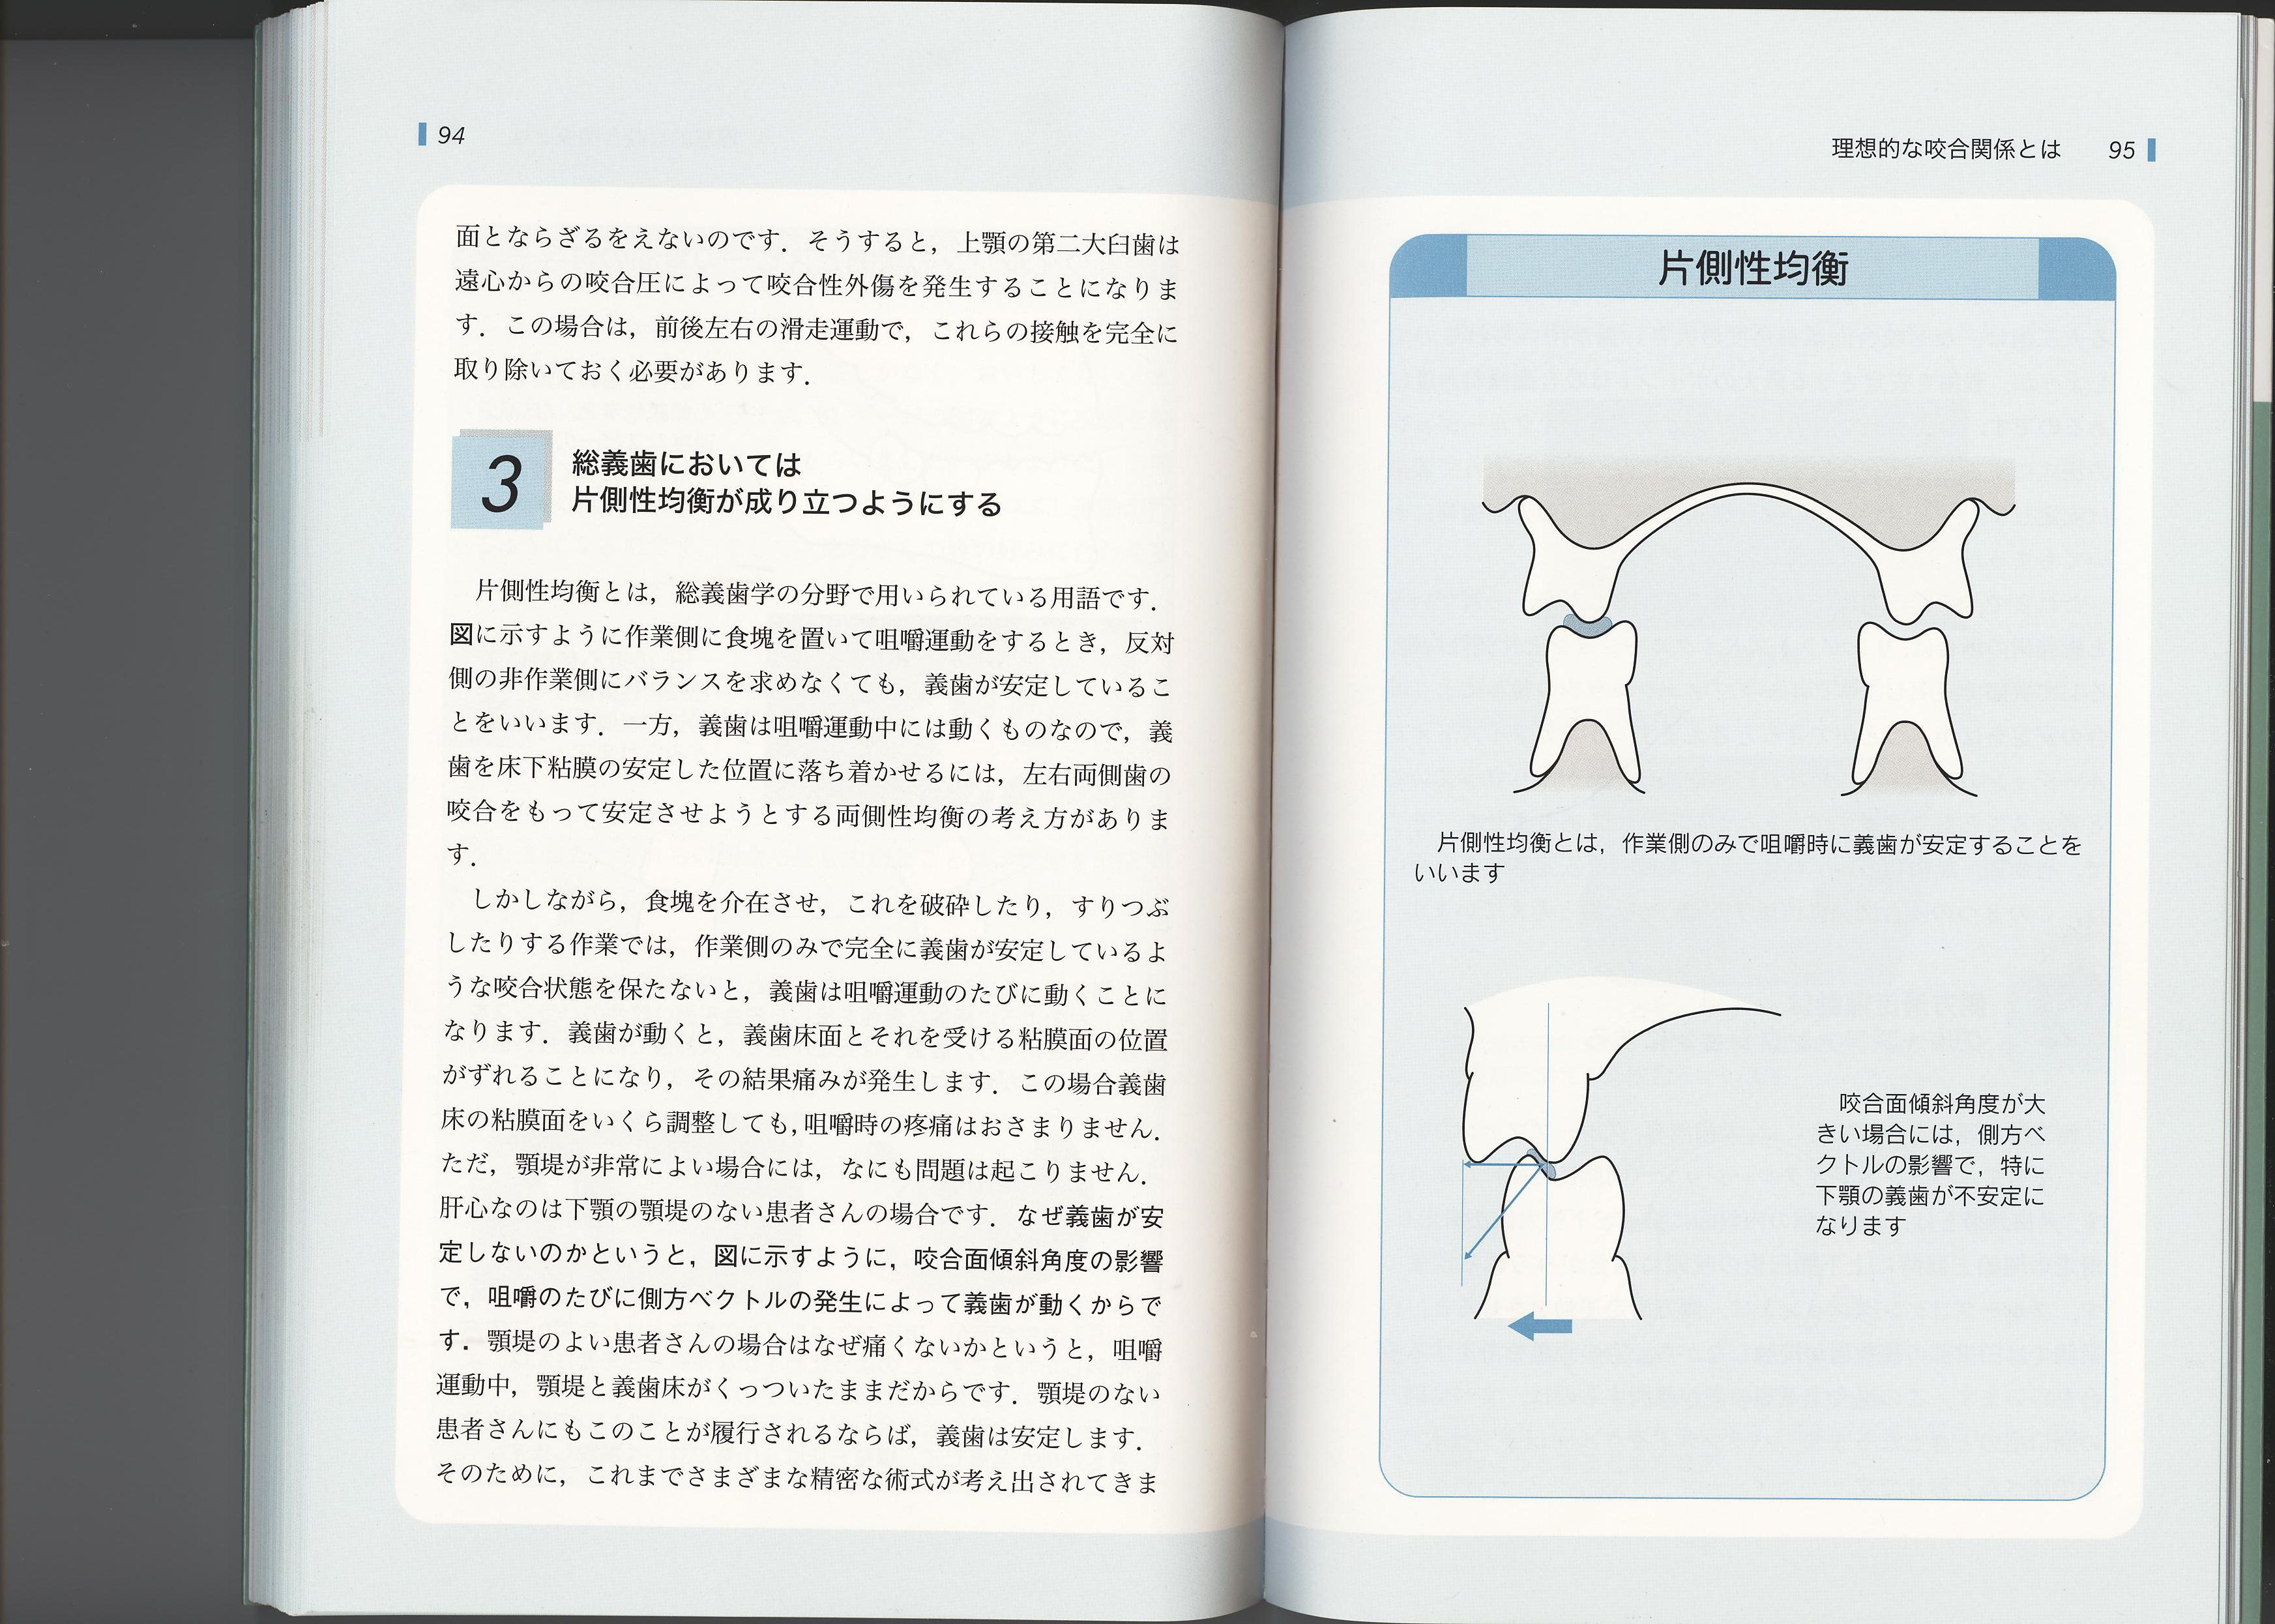 94
面とならざるをえないのです．そうすると，上顎の第二大臼歯は
遠心からの咬合圧によって咬合性外傷を発生することになりま
す．この場合は，前後左右の滑走運動で，これらの接触を完全に
取り除いておく必要があります．
3
総義歯においては
片側性均衡が成り立つようにする
片側性均衡とは，総義歯学の分野で用いられている用語です．
図に示すように作業側に食塊を置いて咀嚼運動をするとき，反対
側の非作業側にバランスを求めなくても，義歯が安定しているこ
とをいいます．一方，義歯は咀嚼運動中には動くものなので，義
歯を床下粘膜の安定した位置に落ち着かせるには，左右両側歯の
咬合をもって安定させようとする両側性均衡の考え方がありま
す．
しかしながら，食塊を介在させ，これを破砕したり，すりつぶ
したりする作業では，作業側のみで完全に義歯が安定しているよ
うな咬合状態を保たないと，義歯は咀嚼運動のたびに動くことに
なります．義歯が動くと，義歯床面とそれを受ける粘膜面の位置
がずれることになり，その結果痛みが発生します．この場合義歯
床の粘膜面をいくら調整しても，咀嚼時の疼痛はおさまりません．
ただ，顎堤が非常によい場合には，なにも問題は起こりません．
肝心なのは下顎の顎堤のない患者さんの場合です．なぜ義歯が安
定しないのかというと，図に示すように，咬合面傾斜角度の影響
で，咀嚼のたびに側方ベクトルの発生によって義歯が動くからで
す．顎堤のよい患者さんの場合はなぜ痛くないかというと，咀嚼
運動中，顎堤と義歯床がくっついたままだからです．顎堤のない
患者さんにもこのことが履行されるならば，義歯は安定します．
そのために，これまでさまざまな精密な術式が考え出されてきま
理想的な咬合関係とは 95
片側性均衡
片側性均衡とは，作業側のみで咀嚼時に義歯が安定することを
いいます
咬合面傾斜角度が大
きい場合には，側方ベ
クトルの影響で，特に
下顎の義歯が不安定に
なります